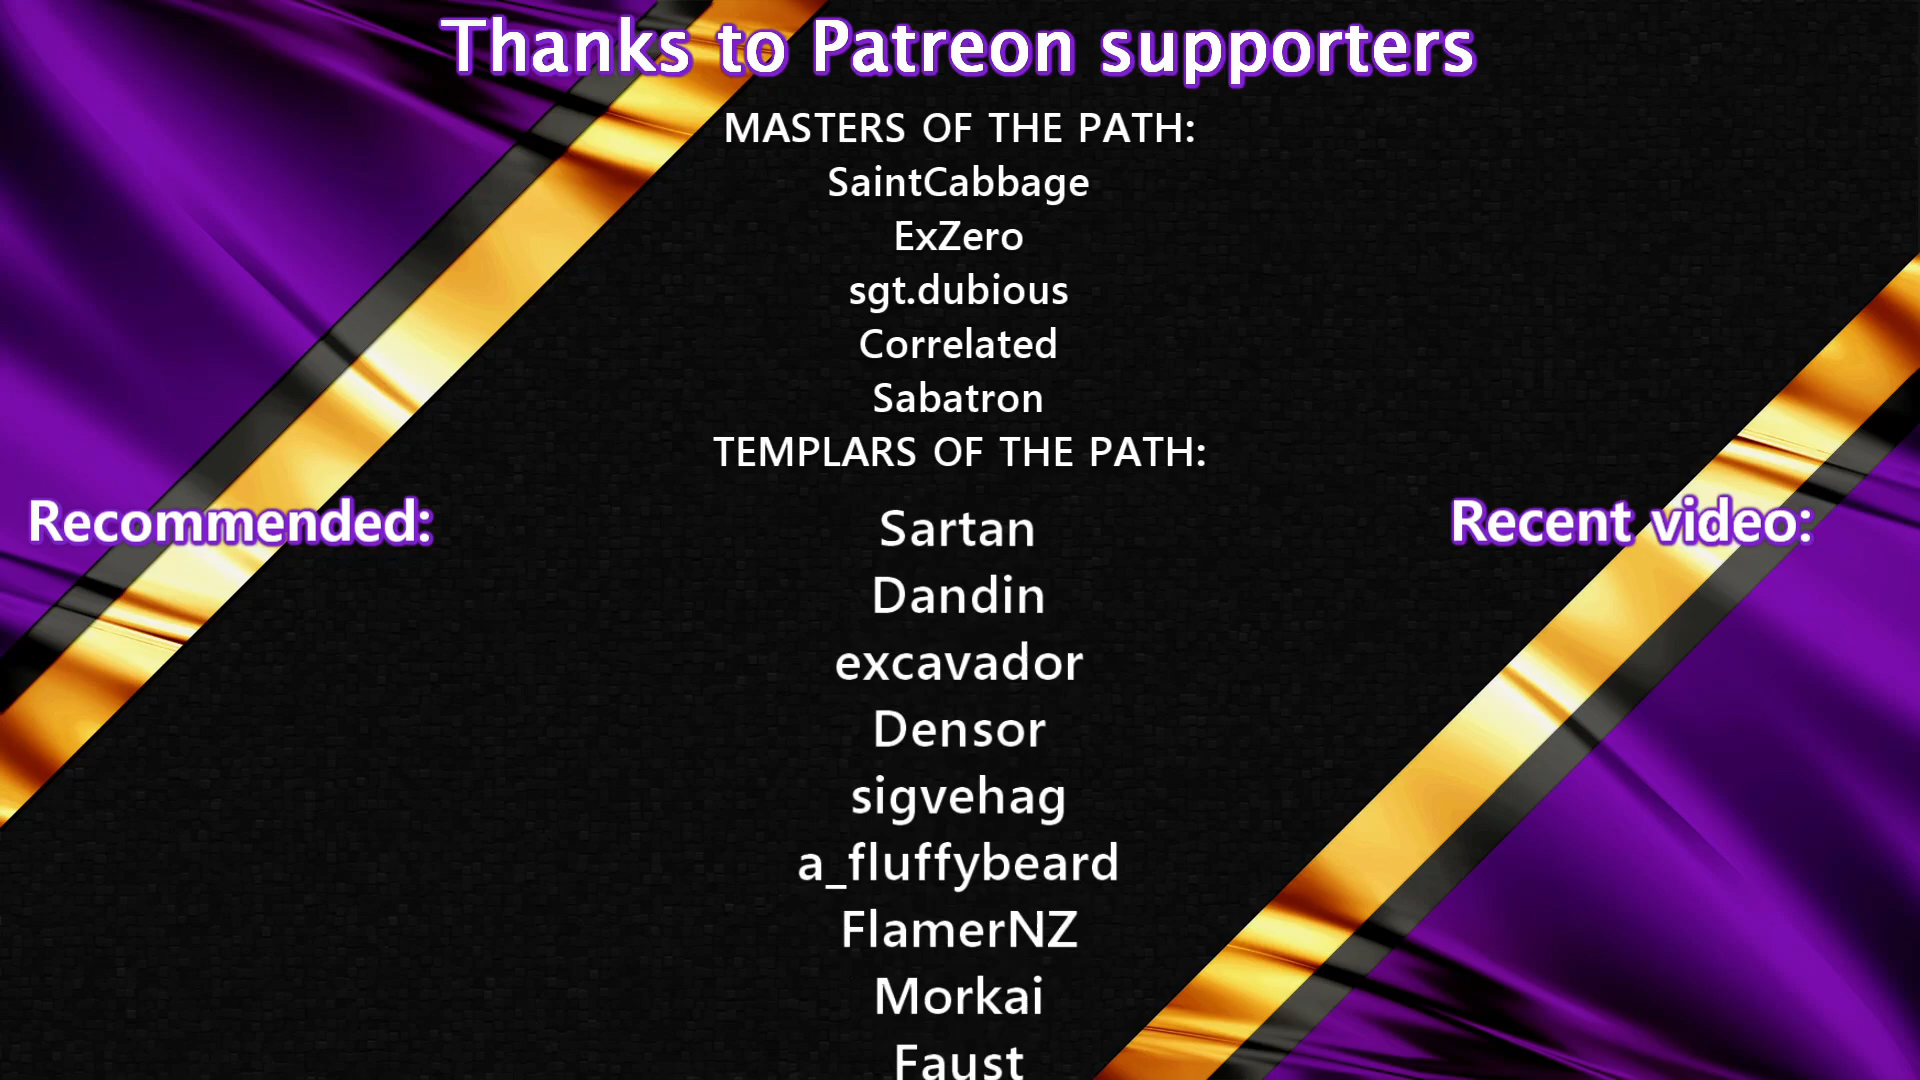 Thanks to Patreon supporters
MASTERS OF THE PATH:
SaintCabbage
ExZero
sgt.dubious
Correlated
Sabatron
TEMPLARS OF THE PATH:
Recommended:
Recent video:
Sartan
Dandin
excavador
Densor
sigvehag
a_fluffybeard
FlamerNZ
Morkai
Faust